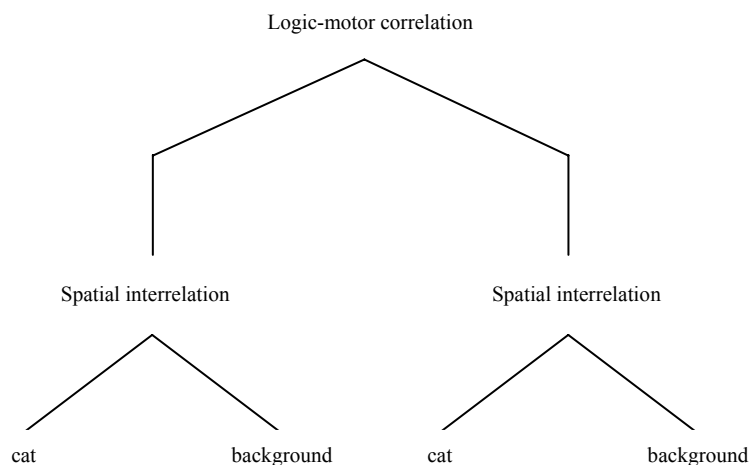 Logic-motor correlation
Spatial interrelation Spatial interrelation
cat background cat background